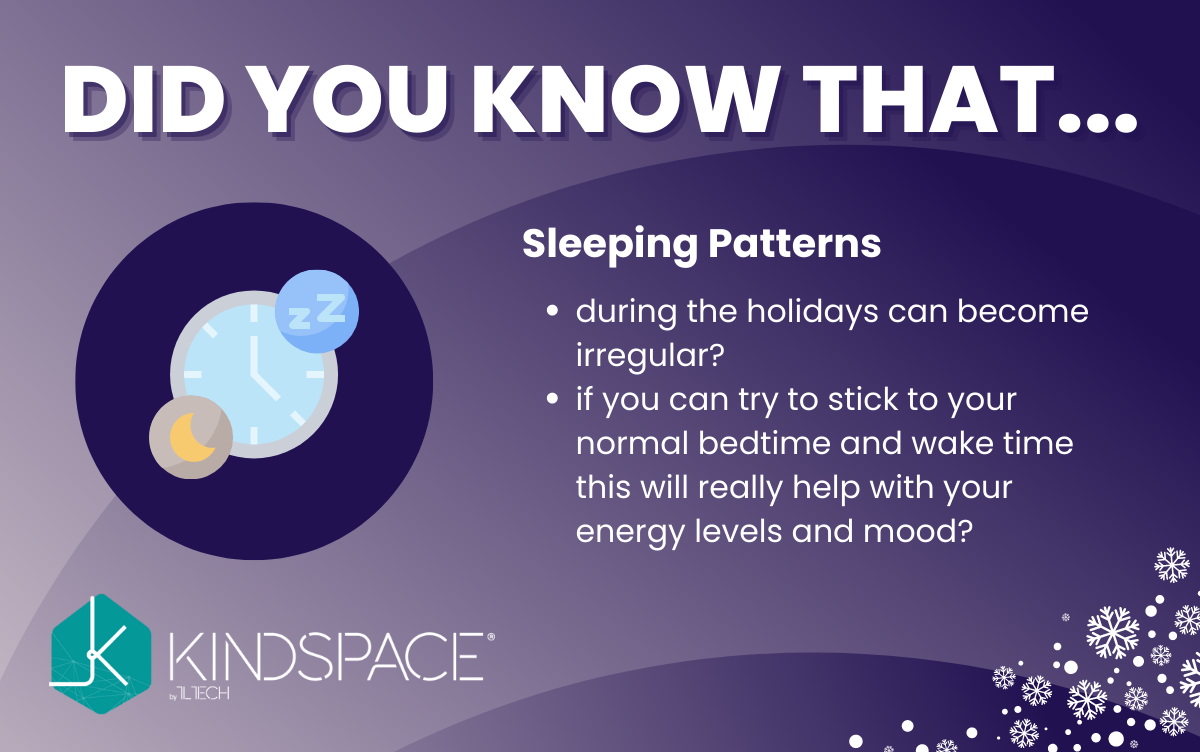 DID YOU KNOW THAT...
zz
Sleeping Patterns
• during the holidays can become
irregular?
• if you can try to stick to your
normal bedtime and wake time
this will really help with your
energy levels and mood?
KINDSPACE®
by TLTECH